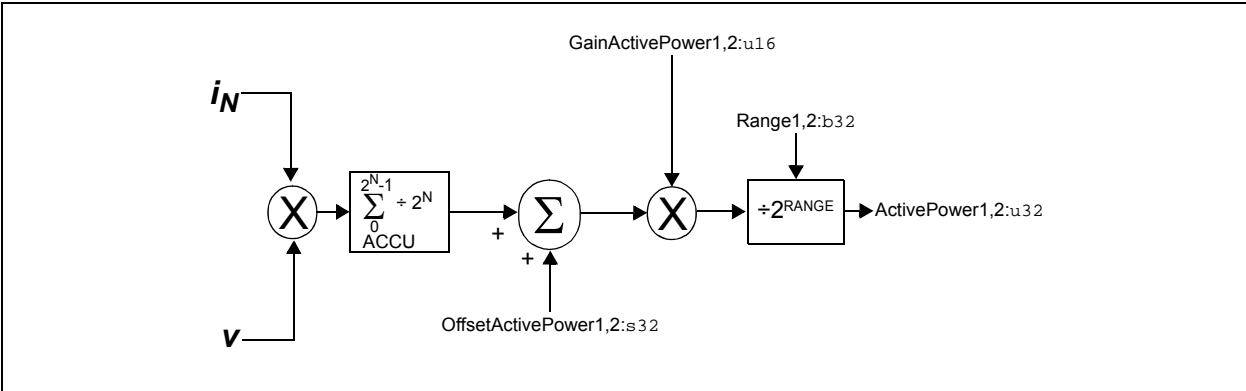 GainActivePower1,2:u16
i_N
Range1,2:b32
X
2^N-1
∑ ÷ 2^N
0
ACCU
+
Σ
+
X
÷2^RANGE
ActivePower1,2:u32
OffsetActivePower1,2:s32
v